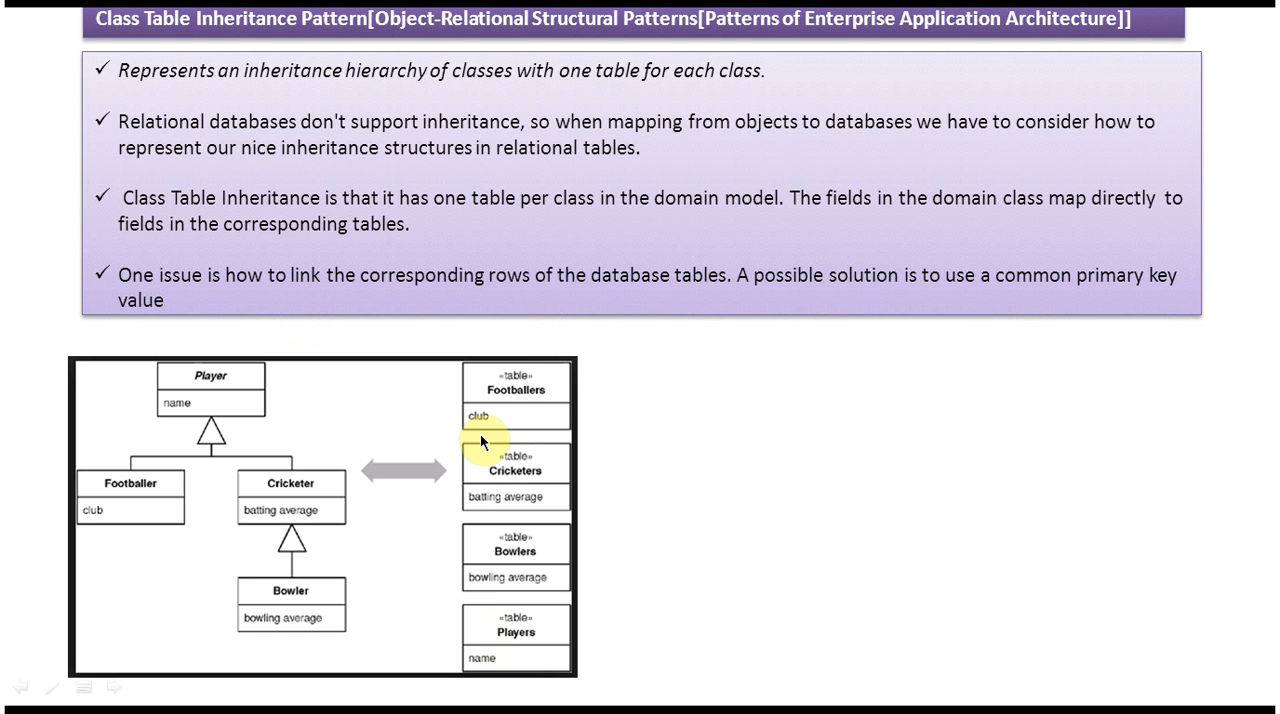 Class Table Inheritance Pattern[Object-Relational Structural Patterns[Patterns of Enterprise Application Architecture]]
Represents an inheritance hierarchy of classes with one table for each class.
Relational databases don't support inheritance, so when mapping from objects to databases we have to consider how to
represent our nice inheritance structures in relational tables.
Class Table Inheritance is that it has one table per class in the domain model. The fields in the domain class map directly to
fields in the corresponding tables.
One issue is how to link the corresponding rows of the database tables. A possible solution is to use a common primary key
value
Player
name
Footballer
club
Cricketer
batting average
Bowler
bowling average
«table»
Footballers
club
«table»
Cricketers
batting average
«table»
Bowlers
bowling average
«table»
Players
name